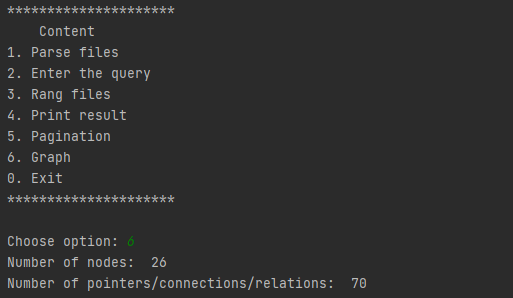 *********************
    Content
1. Parse files
2. Enter the query
3. Rang files
4. Print result
5. Pagination
6. Graph
0. Exit
*********************
Choose option: 6
Number of nodes:  26
Number of pointers/connections/relations:  70